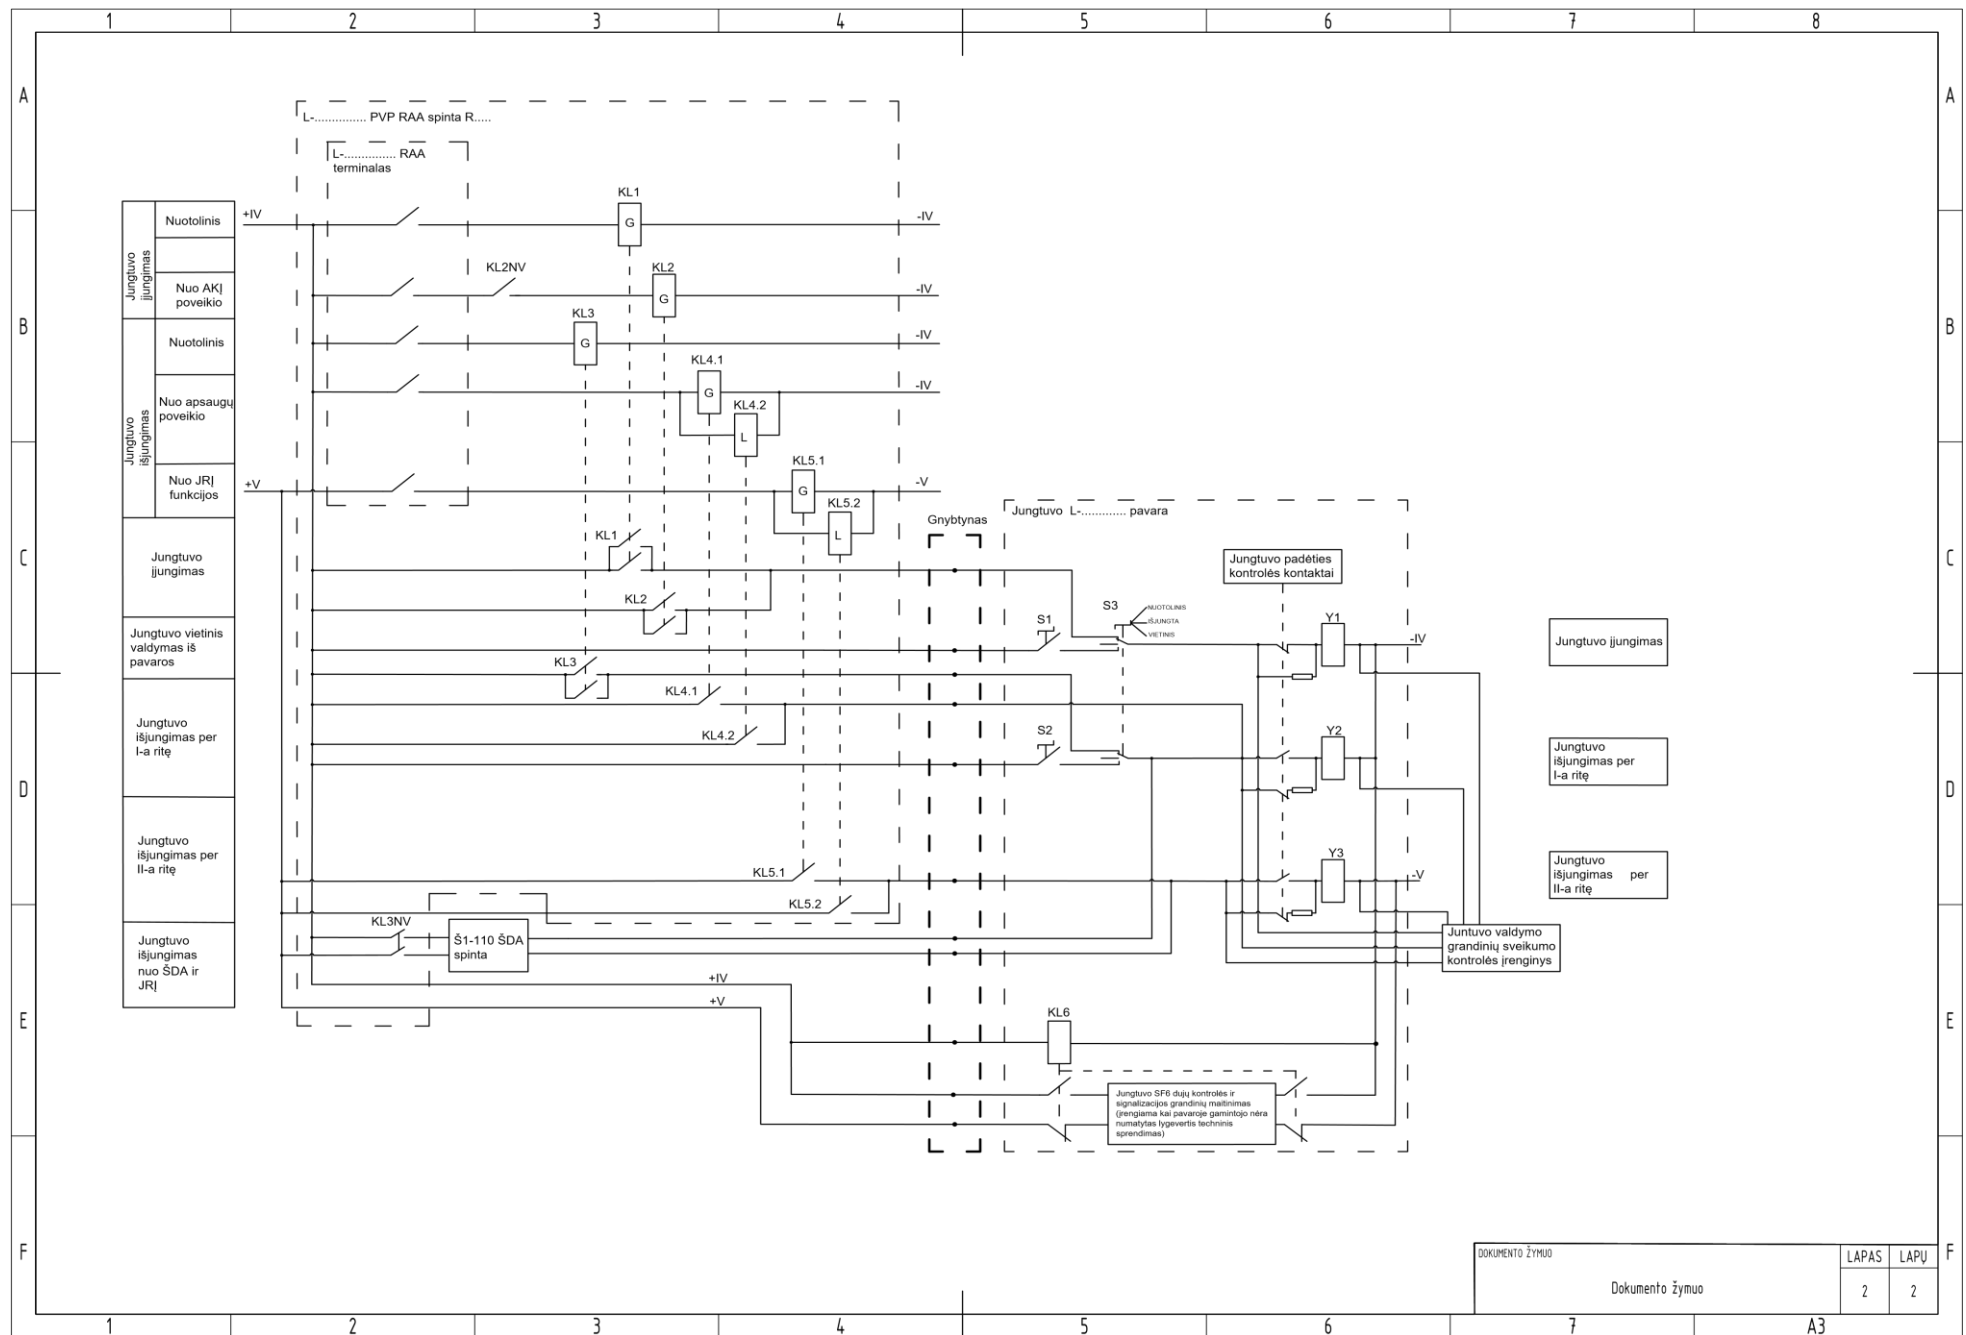 1 2 3 4 5 6 7 8
A A
L-............... PVP RAA spinta R.....
L-............... RAA
terminalas
KL1
Nuotolinis
+IV
G
-IV
Jungtuvo
įjungimas
KL2NV
KL2
Nuo AKĮ
poveikio
G
-IV
B B
KL3
Nuotolinis
G
-IV
KL4.1
Nuo apsaugų
poveikio
G
-IV
KL4.2
L
Jungtuvo
išjungimas
KL5.1
Nuo JRĮ
funkcijos
+V
G
-V
KL5.2
L
Gnybtynas
Jungtuvo L-............. pavara
C C
KL1
Jungtuvo
įjungimas
Jungtuvo padėties
kontrolės kontaktai
KL2
S1
S3
NUOTOLINIS
IŠJUNGTA
VIETINIS
Y1
-IV
Jungtuvo įjungimas
Jungtuvo vietinis
valdymas iš
pavaros
KL3
KL4.1
Jungtuvo
išjungimas per
I-a ritę
KL4.2
S2
Y2
Jungtuvo
išjungimas per
I-a ritę
D D
Jungtuvo
išjungimas per
II-a ritę
KL5.1
Y3
-V
Jungtuvo
išjungimas per
II-a ritę
KL5.2
KL3NV
Jungtuvo
išjungimas
nuo ŠDA ir
JRĮ
Š1-110 ŠDA
spinta
Juntuvo valdymo
grandinių sveikumo
kontrolės įrenginys
+IV
+V
E E
KL6
Jungtuvo SF6 dujų kontrolės ir
signalizacijos grandinių maitinimas
(įrengiama kai pavaroje gamintojo nėra
numatytas lygevertis techninis
sprendimas)
F F
DOKUMENTO ŽYMUO
Dokumento žymuo
LAPAS LAPŲ
2 2
1 2 3 4 5 6 7 A3